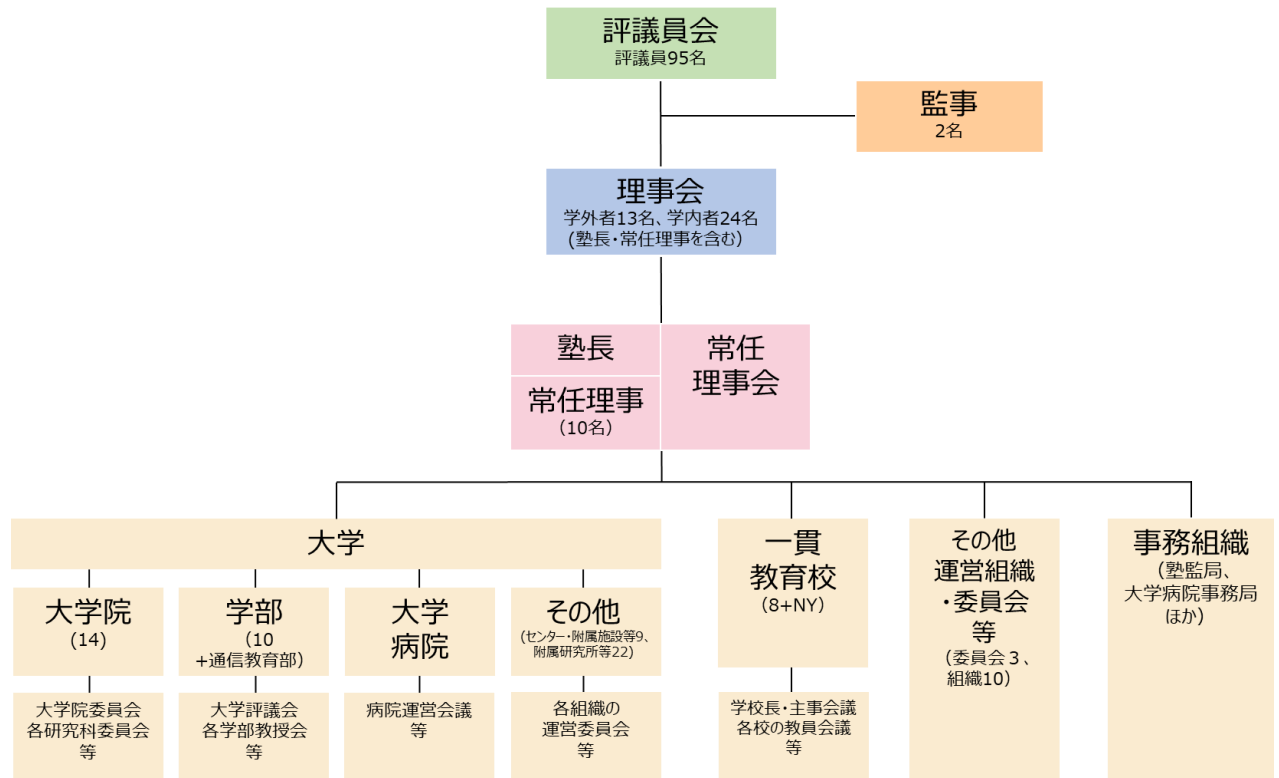 評議員会
評議員95名
監事
2名
理事会
学外者13名、学内者24名
(塾長・常任理事を含む)
塾長
常任理事
（10名）
常任
理事会
大学
大学院
(14)
学部
(10
+通信教育部)
大学
病院
その他
(センター・附属施設等9、
附属研究所等22)
大学院委員会
各研究科委員会
等
大学評議会
各学部教授会
等
病院運営会議
等
各組織の
運営委員会
等
一貫
教育校
(8+NY)
学校長・主事会議
各校の教員会議
等
その他
運営組織
・委員会
等
（委員会３、
組織10）
事務組織
（塾監局、
大学病院事務局
ほか)